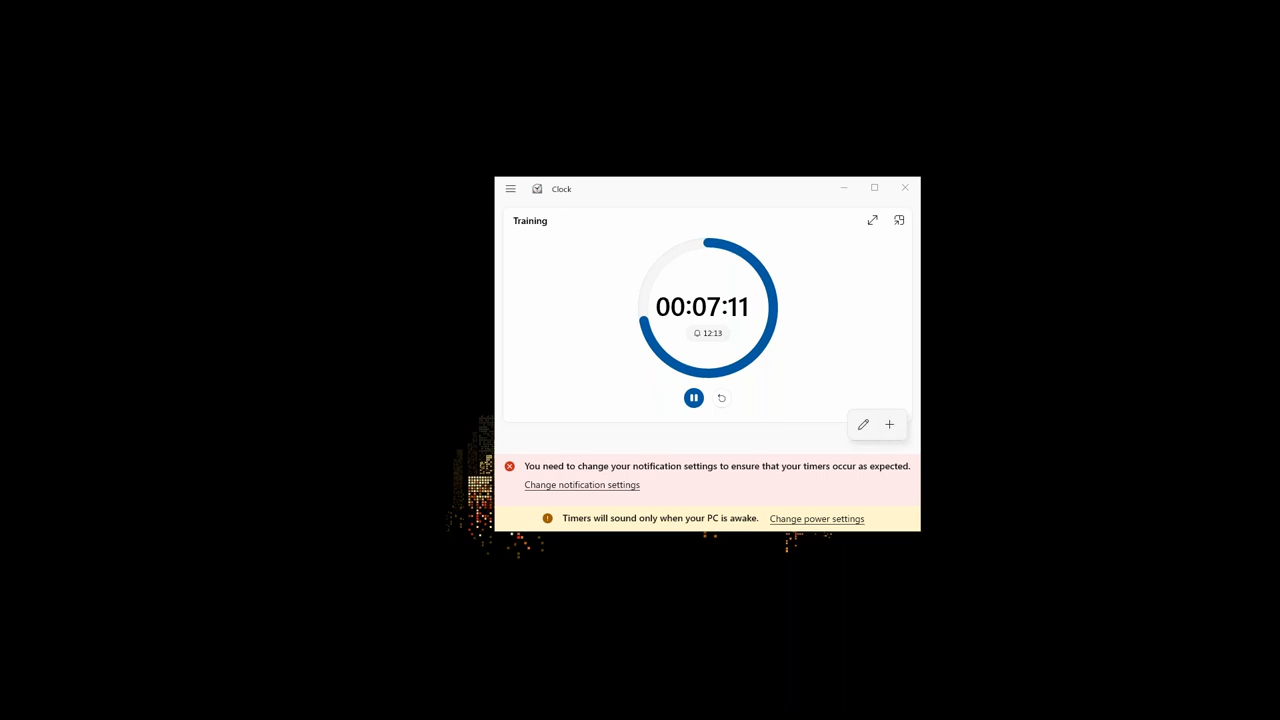 Clock
Training
00:07:11
12:13
You need to change your notification settings to ensure that your timers occur as expected.
Change notification settings
Timers will sound only when your PC is awake. Change power settings